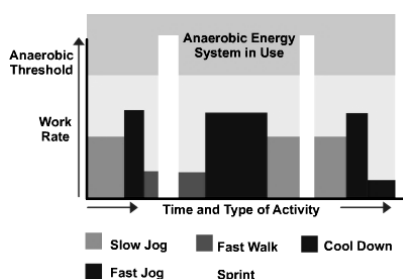 Anaerobic Energy
System in Use
Anaerobic
Threshold
Work
Rate
Time and Type of Activity
Slow Jog
Fast Walk
Cool Down
Fast Jog
Sprint